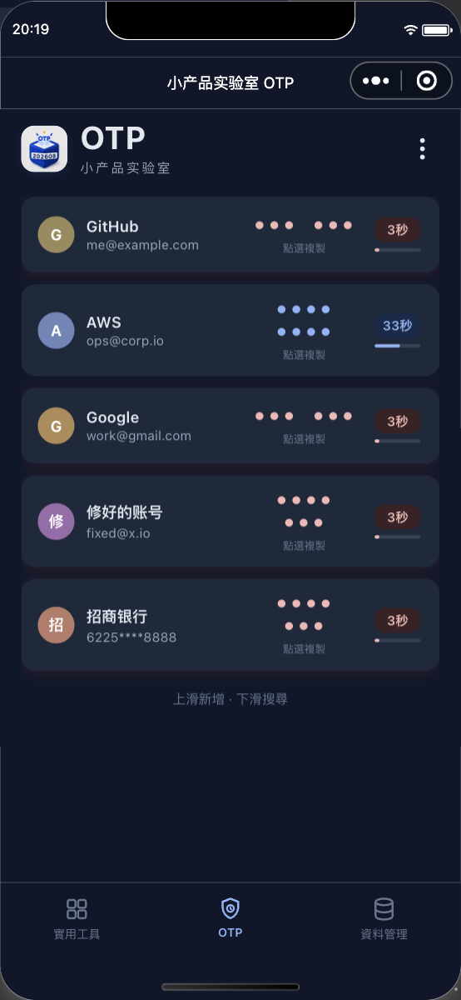 20:19
小产品实验室 OTP
OTP
202608
OTP
小产品实验室
G
GitHub
me@example.com
點選複製
3秒
A
AWS
ops@corp.io
點選複製
33秒
G
Google
work@gmail.com
點選複製
3秒
修
修好的账号
fixed@x.io
點選複製
3秒
招
招商银行
6225****8888
點選複製
3秒
上滑新增 · 下滑搜尋
實用工具
OTP
資料管理